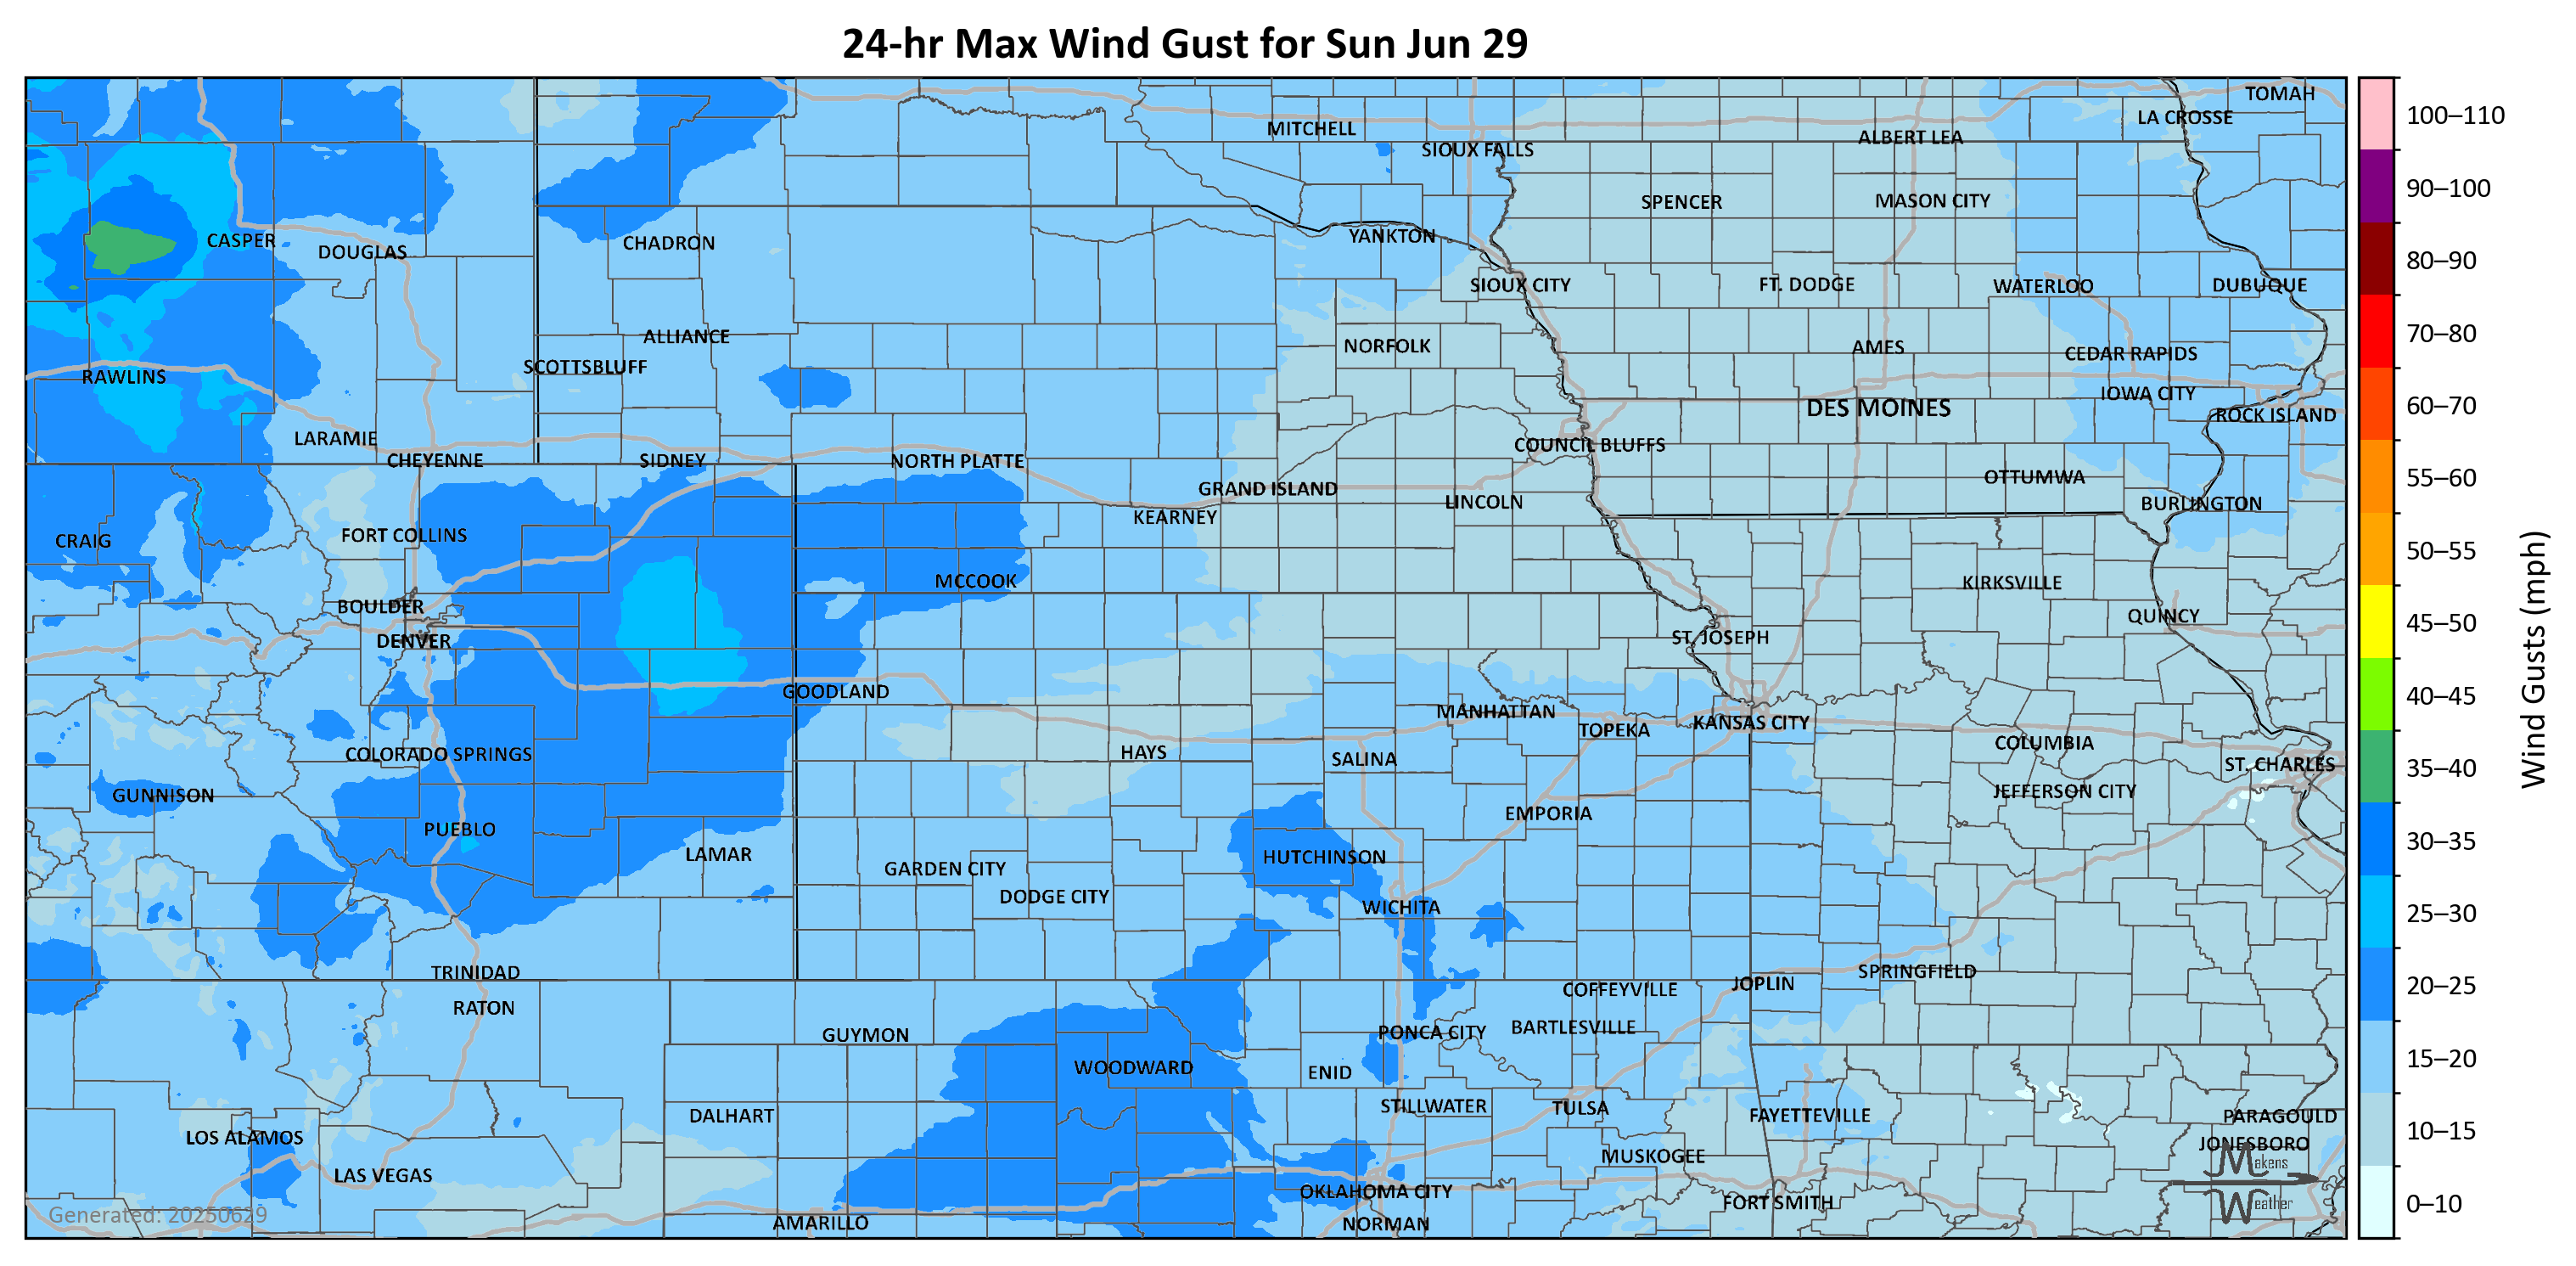 24-hr Max Wind Gust for Sun Jun 29
TOMAH
LA CROSSE
MITCHELL
ALBERT LEA
SIOUX FALLS
SPENCER
MASON CITY
CASPER
DOUGLAS
CHADRON
YANKTON
SIOUX CITY
FT. DODGE
WATERLOO
DUBUQUE
ALLIANCE
NORFOLK
AMES
CEDAR RAPIDS
SCOTTSBLUFF
RAWLINS
IOWA CITY
DES MOINES
ROCK ISLAND
LARAMIE
COUNCIL BLUFFS
CHEYENNE
SIDNEY
NORTH PLATTE
OTTUMWA
GRAND ISLAND
LINCOLN
BURLINGTON
KEARNEY
FORT COLLINS
CRAIG
MCCOOK
KIRKSVILLE
BOULDER
QUINCY
DENVER
ST. JOSEPH
GOODLAND
MANHATTAN
TOPEKA
KANSAS CITY
COLORADO SPRINGS
HAYS
SALINA
COLUMBIA
ST. CHARLES
GUNNISON
JEFFERSON CITY
EMPORIA
PUEBLO
LAMAR
HUTCHINSON
GARDEN CITY
DODGE CITY
WICHITA
TRINIDAD
SPRINGFIELD
JOPLIN
COFFEYVILLE
RATON
GUYMON
PONCA CITY
BARTLESVILLE
WOODWARD
ENID
DALHART
STILLWATER
TULSA
FAYETTEVILLE
PARAGOULD
LOS ALAMOS
JONESBORO
LAS VEGAS
MUSKOGEE
OKLAHOMA CITY
FORT SMITH
AMARILLO
NORMAN
Generated: 20250629
Makens
Weather
100–110
90–100
80–90
70–80
60–70
55–60
50–55
45–50
40–45
35–40
30–35
25–30
20–25
15–20
10–15
0–10
Wind Gusts (mph)